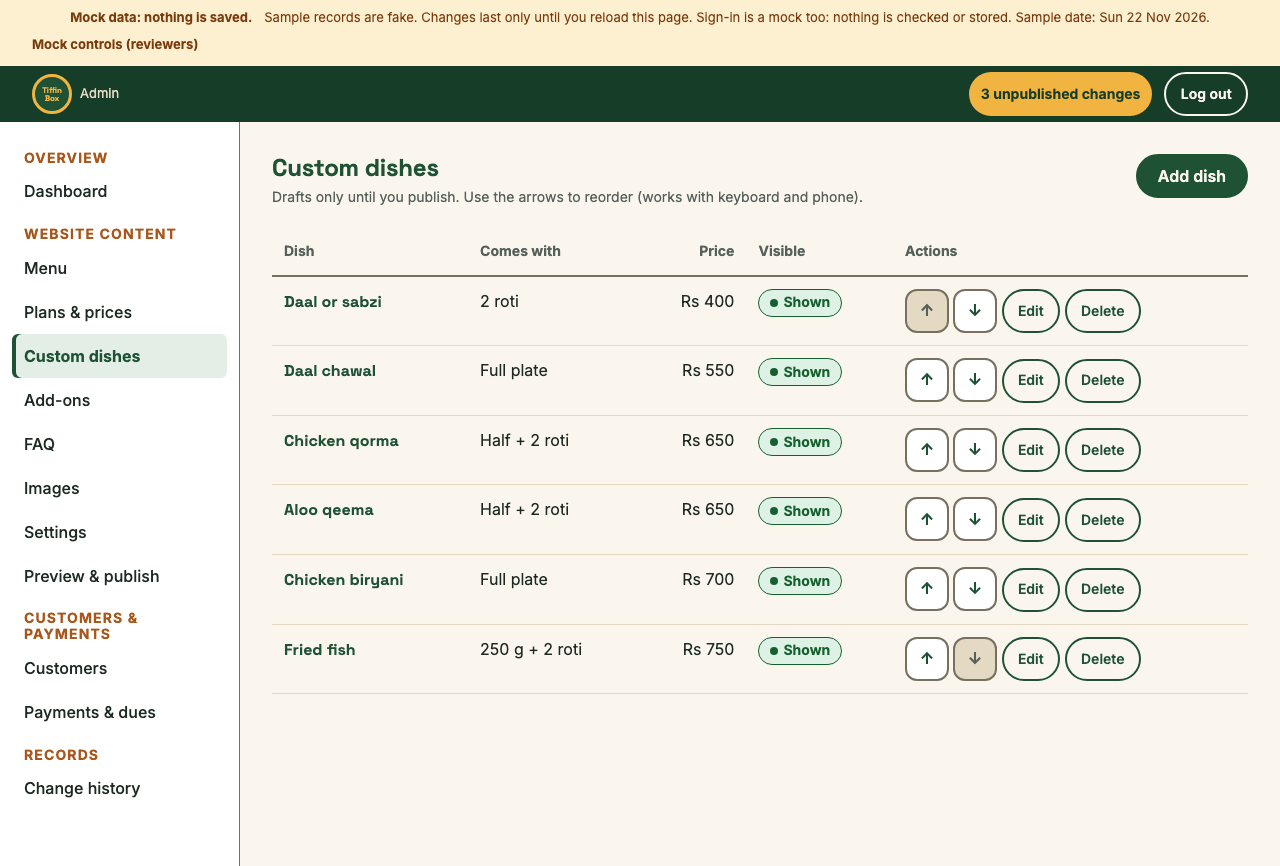 Mock data: nothing is saved. Sample records are fake. Changes last only until you reload this page. Sign-in is a mock too: nothing is checked or stored. Sample date: Sun 22 Nov 2026.
Mock controls (reviewers)
Tiffin
Box
Admin
3 unpublished changes
Log out
OVERVIEW
Dashboard
WEBSITE CONTENT
Menu
Plans & prices
Custom dishes
Add-ons
FAQ
Images
Settings
Preview & publish
CUSTOMERS &
PAYMENTS
Customers
Payments & dues
RECORDS
Change history
Custom dishes
Drafts only until you publish. Use the arrows to reorder (works with keyboard and phone).
Add dish
Dish Comes with Price Visible Actions
Daal or sabzi 2 roti Rs 400 Shown ↑ ↓ Edit Delete
Daal chawal Full plate Rs 550 Shown ↑ ↓ Edit Delete
Chicken qorma Half + 2 roti Rs 650 Shown ↑ ↓ Edit Delete
Aloo qeema Half + 2 roti Rs 650 Shown ↑ ↓ Edit Delete
Chicken biryani Full plate Rs 700 Shown ↑ ↓ Edit Delete
Fried fish 250 g + 2 roti Rs 750 Shown ↑ ↓ Edit Delete